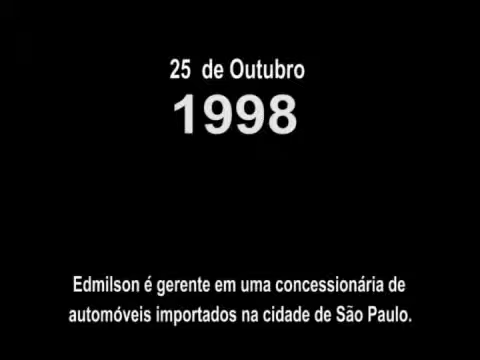 25 de Outubro
1998
Edmilson é gerente em uma concessionária de
automóveis importados na cidade de São Paulo.